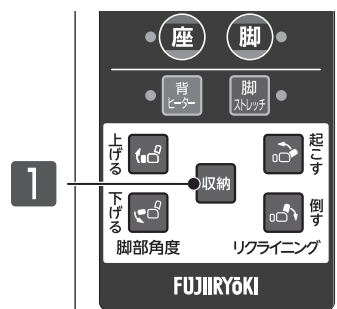 座 脚
背
ヒーター
脚
ストレッチ
上げる
起こす
1
収納
下げる
倒す
脚部角度 リクライニング
FUJIIRYōKI